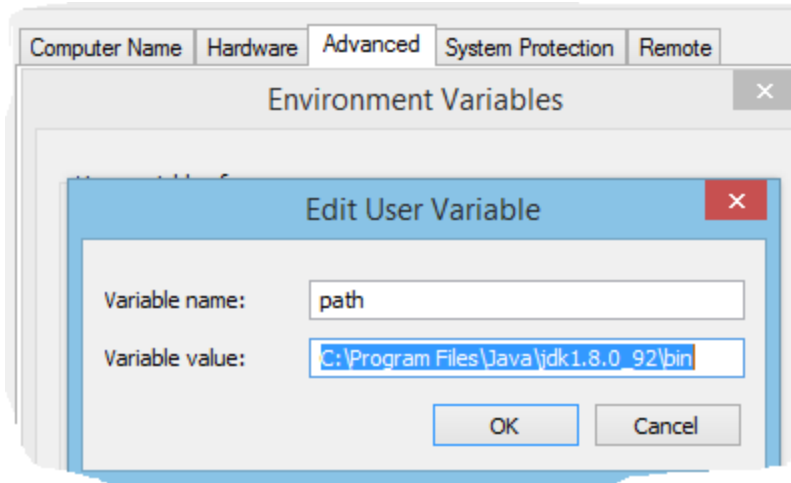 Computer Name Hardware Advanced System Protection Remote
Environment Variables
Edit User Variable
Variable name: path
Variable value: C:\Program Files\Java\jdk1.8.0_92\bin
OK Cancel